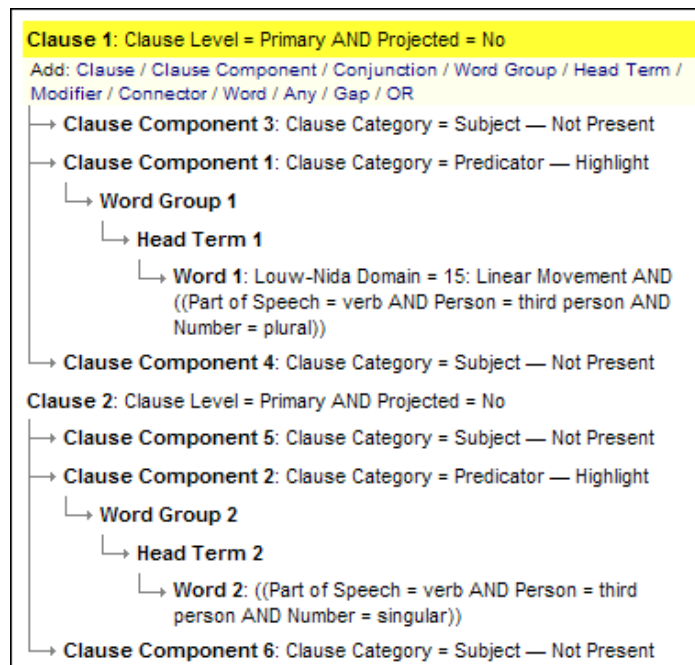 Clause 1: Clause Level = Primary AND Projected = No
Add: Clause / Clause Component / Conjunction / Word Group / Head Term /
Modifier / Connector / Word / Any / Gap / OR
Clause Component 3: Clause Category = Subject — Not Present
Clause Component 1: Clause Category = Predicator — Highlight
Word Group 1
Head Term 1
Word 1: Louw-Nida Domain = 15: Linear Movement AND
((Part of Speech = verb AND Person = third person AND
Number = plural))
Clause Component 4: Clause Category = Subject — Not Present
Clause 2: Clause Level = Primary AND Projected = No
Clause Component 5: Clause Category = Subject — Not Present
Clause Component 2: Clause Category = Predicator — Highlight
Word Group 2
Head Term 2
Word 2: ((Part of Speech = verb AND Person = third
person AND Number = singular))
Clause Component 6: Clause Category = Subject — Not Present